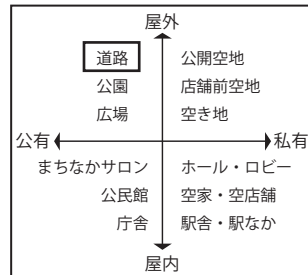 屋外
道路 公開空地
公園 店舗前空地
広場 空き地
公有 私有
まちなかサロン ホール・ロビー
公民館 空家・空店舗
庁舎 駅舎・駅なか
屋内